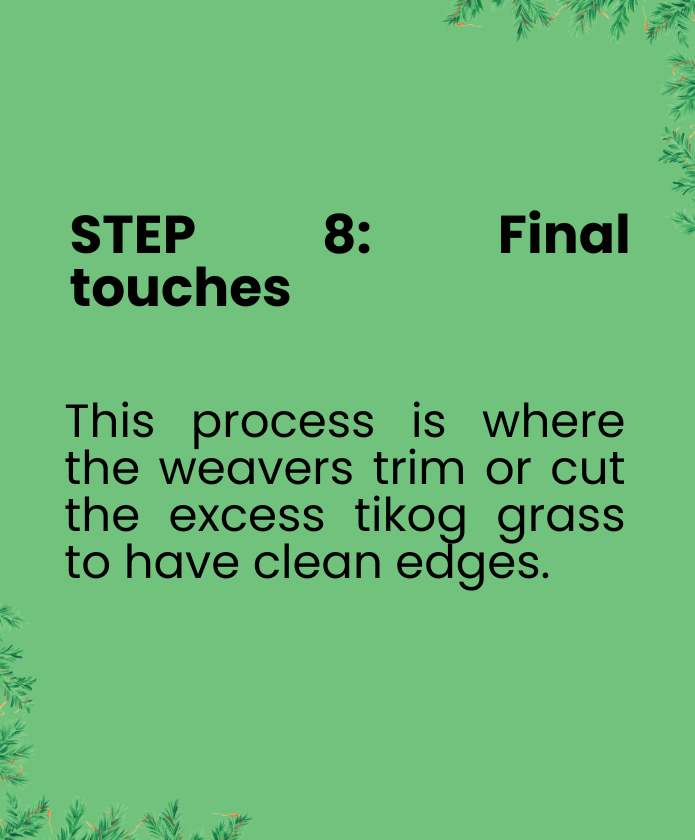 STEP 8: Final
touches
This process is where
the weavers trim or cut
the excess tikog grass
to have clean edges.